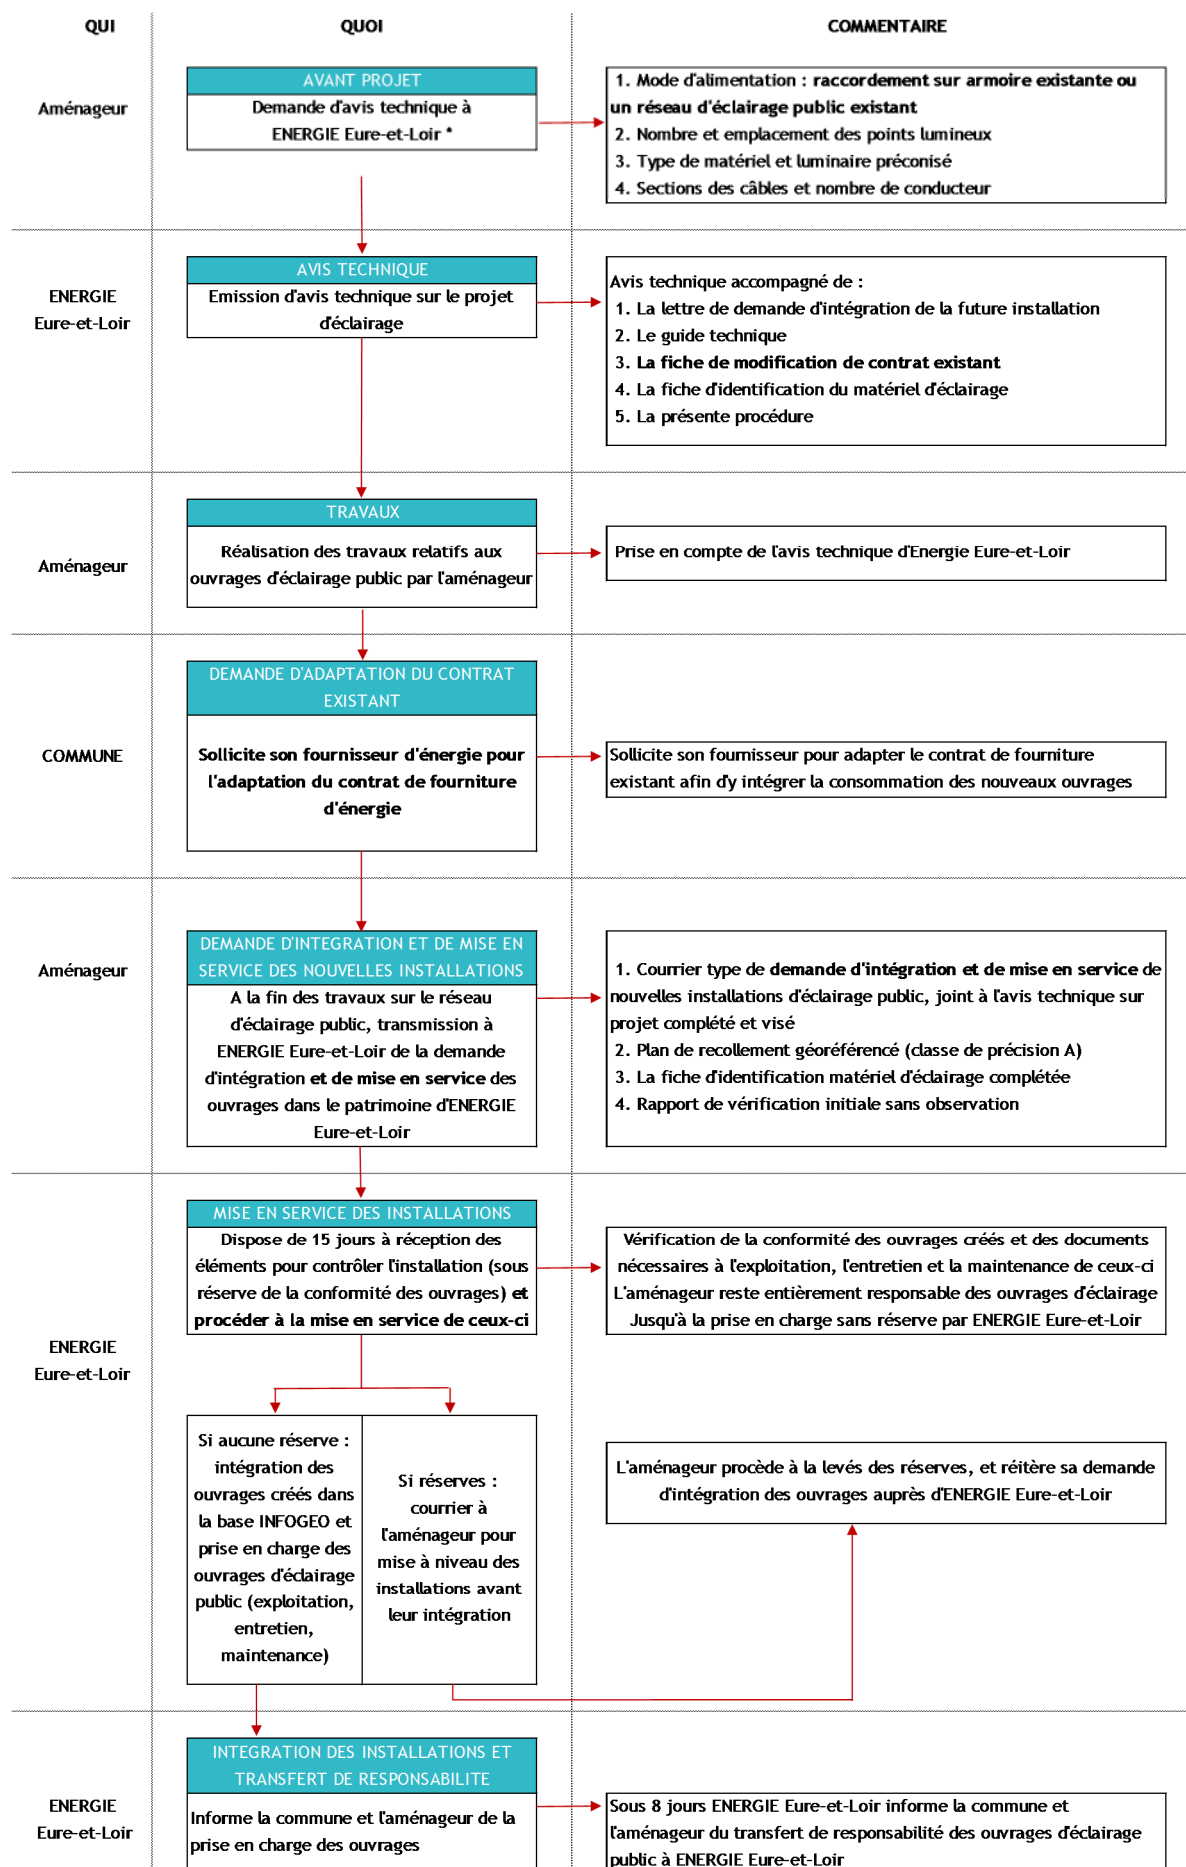 QUI
QUOI
COMMENTAIRE
Aménageur
AVANT PROJET
Demande d'avis technique à
ENERGIE Eure-et-Loir *
1. Mode d'alimentation : raccordement sur armoire existante ou
un réseau d'éclairage public existant
2. Nombre et emplacement des points lumineux
3. Type de matériel et luminaire préconisé
4. Sections des câbles et nombre de conducteur
ENERGIE
Eure-et-Loir
AVIS TECHNIQUE
Emission d'avis technique sur le projet
d'éclairage
Avis technique accompagné de :
1. La lettre de demande d'intégration de la future installation
2. Le guide technique
3. La fiche de modification de contrat existant
4. La fiche d'identification du matériel d'éclairage
5. La présente procédure
Aménageur
TRAVAUX
Réalisation des travaux relatifs aux
ouvrages d'éclairage public par l'aménageur
Prise en compte de l'avis technique d'Energie Eure-et-Loir
COMMUNE
DEMANDE D'ADAPTATION DU CONTRAT
EXISTANT
Sollicite son fournisseur d'énergie pour
l'adaptation du contrat de fourniture
d'énergie
Sollicite son fournisseur pour adapter le contrat de fourniture
existant afin d'y intégrer la consommation des nouveaux ouvrages
Aménageur
DEMANDE D'INTEGRATION ET DE MISE EN
SERVICE DES NOUVELLES INSTALLATIONS
A la fin des travaux sur le réseau
d'éclairage public, transmission à
ENERGIE Eure-et-Loir de la demande
d'intégration et de mise en service des
ouvrages dans le patrimoine d'ENERGIE
Eure-et-Loir
1. Courrier type de demande d'intégration et de mise en service de
nouvelles installations d'éclairage public, joint à l'avis technique sur
projet complété et visé
2. Plan de recollement géoréférencé (classe de précision A)
3. La fiche d'identification matériel d'éclairage complétée
4. Rapport de vérification initiale sans observation
ENERGIE
Eure-et-Loir
MISE EN SERVICE DES INSTALLATIONS
Dispose de 15 jours à réception des
éléments pour contrôler l'installation (sous
réserve de la conformité des ouvrages) et
procéder à la mise en service de ceux-ci
Vérification de la conformité des ouvrages créés et des documents
nécessaires à l'exploitation, l'entretien et la maintenance de ceux-ci
L'aménageur reste entièrement responsable des ouvrages d'éclairage
Jusqu'à la prise en charge sans réserve par ENERGIE Eure-et-Loir
Si aucune réserve :
intégration des
ouvrages créés dans
la base INFOGEO et
prise en charge des
ouvrages d'éclairage
public (exploitation,
entretien,
maintenance)
Si réserves :
courrier à
l'aménageur pour
mise à niveau des
installations avant
leur intégration
L'aménageur procède à la levés des réserves, et réitère sa demande
d'intégration des ouvrages auprès d'ENERGIE Eure-et-Loir
ENERGIE
Eure-et-Loir
INTEGRATION DES INSTALLATIONS ET
TRANSFERT DE RESPONSABILITE
Informe la commune et l'aménageur de la
prise en charge des ouvrages
Sous 8 jours ENERGIE Eure-et-Loir informe la commune et
l'aménageur du transfert de responsabilité des ouvrages d'éclairage
public à ENERGIE Eure-et-Loir